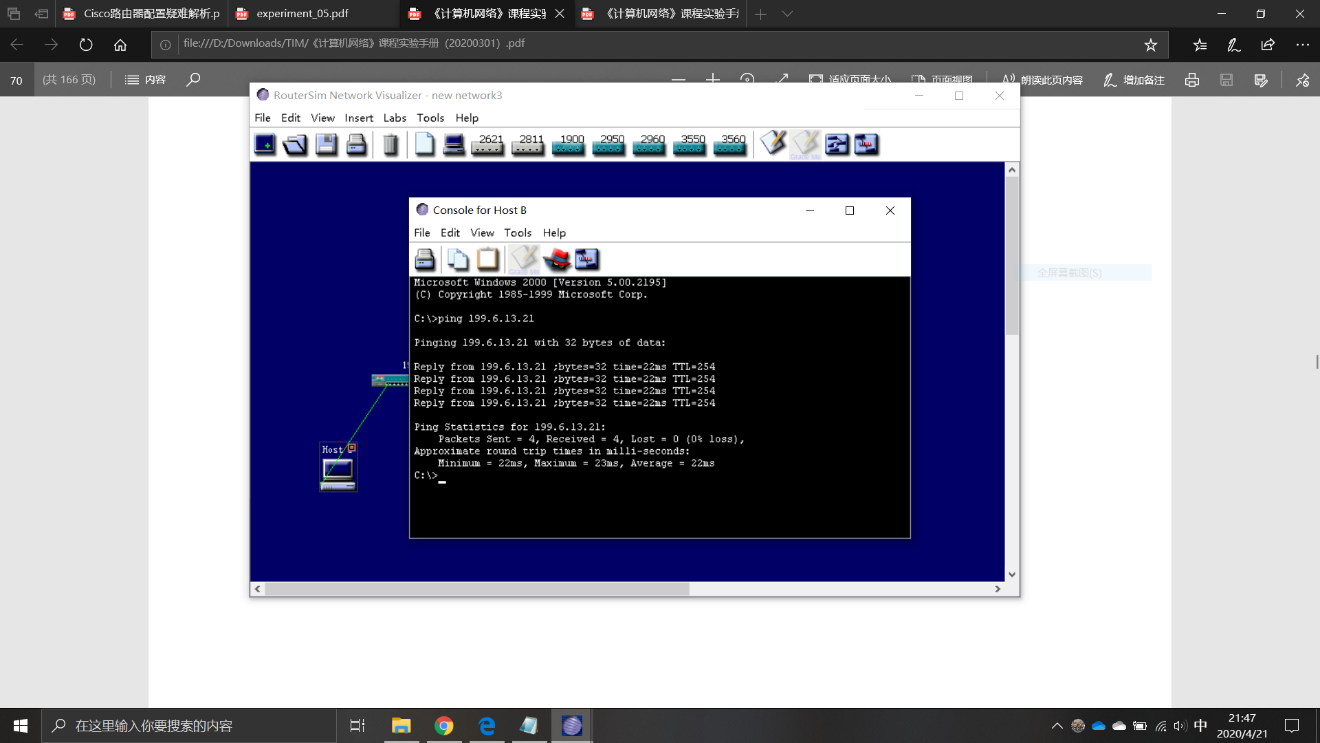 Cisco路由器配置疑难解析.p
experiment_05.pdf
《计算机网络》课程实验
《计算机网络》课程实验手册
file:///D:/Downloads/TIM/《计算机网络》课程实验手册（20200301）.pdf
70 (共 166 页) 内容 适应页面大小 页面视图 朗读此页内容 增加备注
RouterSim Network Visualizer - new network3
File Edit View Insert Labs Tools Help
2621 2811 1900 2950 2960 3550 3560
Console for Host B
File Edit View Tools Help
全屏幕截图(S)
Microsoft Windows 2000 [Version 5.00.2195]
(C) Copyright 1985-1999 Microsoft Corp.
C:\>ping 199.6.13.21
Pinging 199.6.13.21 with 32 bytes of data:
Reply from 199.6.13.21 ;bytes=32 time=22ms TTL=254
Reply from 199.6.13.21 ;bytes=32 time=22ms TTL=254
Reply from 199.6.13.21 ;bytes=32 time=22ms TTL=254
Reply from 199.6.13.21 ;bytes=32 time=22ms TTL=254
Ping Statistics for 199.6.13.21:
Packets Sent = 4, Received = 4, Lost = 0 (0% loss),
Approximate round trip times in milli-seconds:
Minimum = 22ms, Maximum = 23ms, Average = 22ms
C:\>
Host
在这里输入你要搜索的内容
中
21:47
2020/4/21